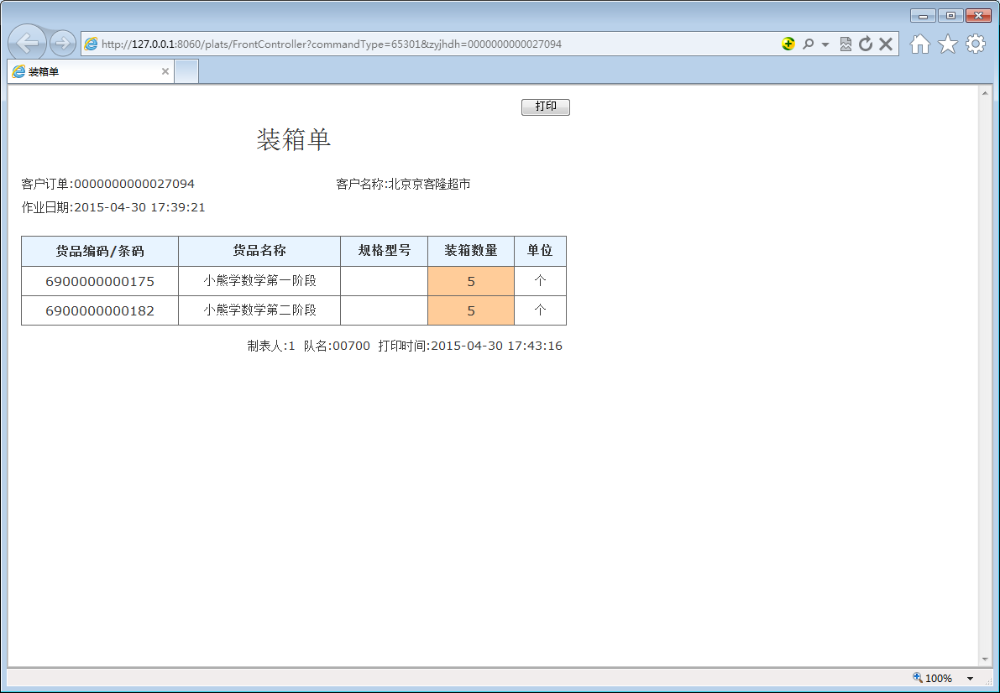 http://127.0.0.1:8060/plats/FrontController?commandType=65301&zyjhdh=0000000000027094
装箱单
打印
装箱单
客户订单:0000000000027094 客户名称:北京京客隆超市
作业日期:2015-04-30 17:39:21
货品编码/条码 货品名称 规格型号 装箱数量 单位
6900000000175 小熊学数学第一阶段 5 个
6900000000182 小熊学数学第二阶段 5 个
制表人:1 队名:00700 打印时间:2015-04-30 17:43:16
100%